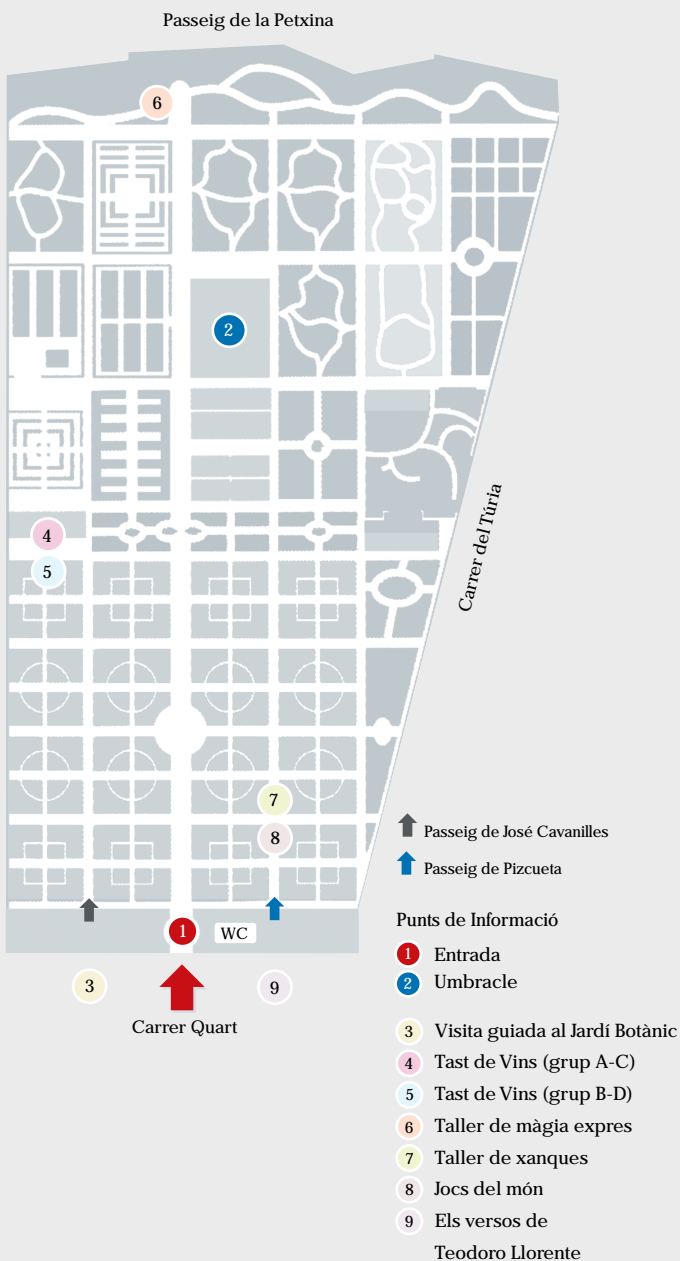 Passeig de la Petxina
6
2
4
5
Carrer del Túria
7
8
1
WC
3
9
Carrer Quart
Passeig de José Cavanilles
Passeig de Pizcueta
Punts de Informació
1 Entrada
2 Umbracle
3 Visita guiada al Jardí Botànic
4 Tast de Vins (grup A-C)
5 Tast de Vins (grup B-D)
6 Taller de màgia expres
7 Taller de xanques
8 Jocs del món
9 Els versos de
Teodoro Llorente